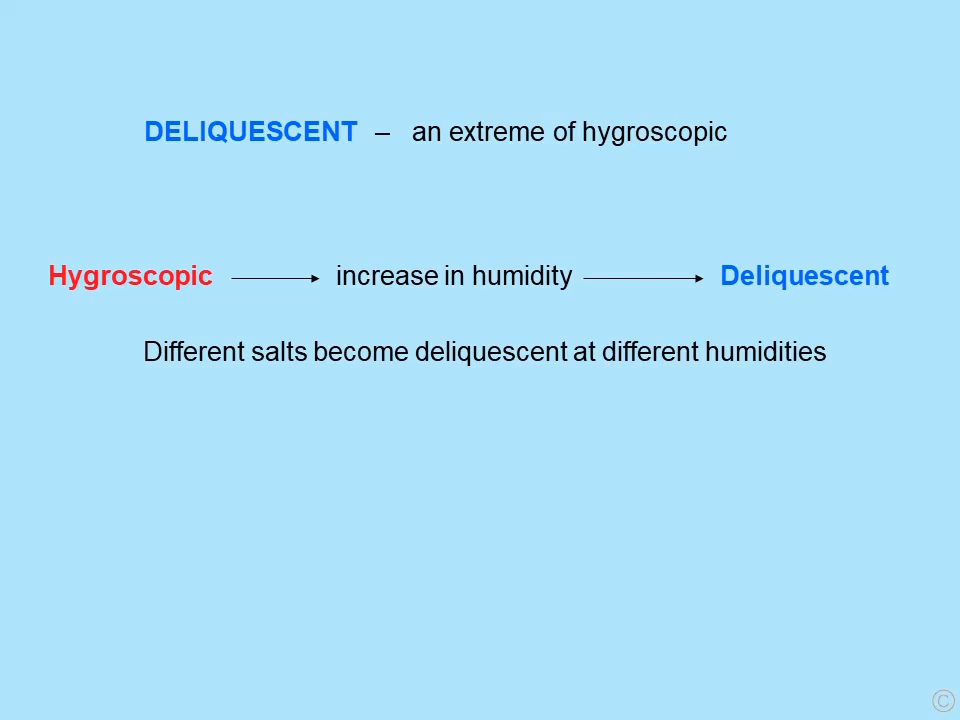 DELIQUESCENT – an extreme of hygroscopic
Hygroscopic increase in humidity Deliquescent
Different salts become deliquescent at different humidities
©